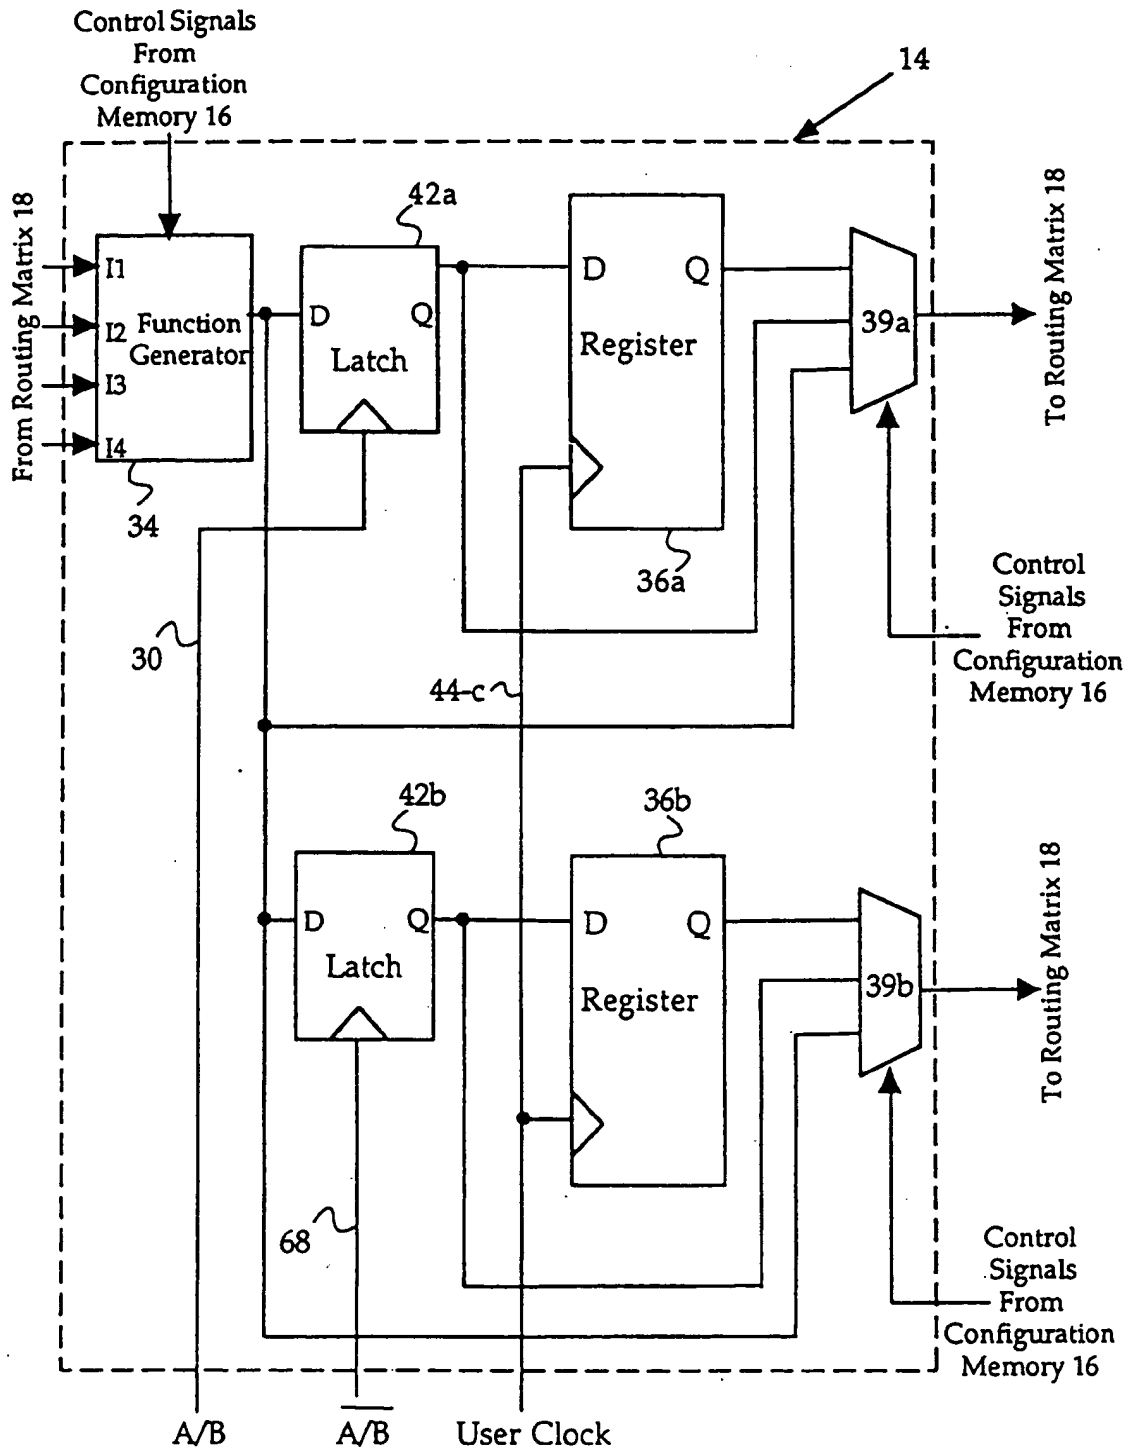 Control Signals
From
Configuration
Memory 16
14
From Routing Matrix 18
I1
I2
I3
I4
Function
Generator
34
42a
D
Q
Latch
D
Q
Register
36a
39a
To Routing Matrix 18
Control
Signals
From
Configuration
Memory 16
30
44-c
42b
D
Q
Latch
36b
D
Q
Register
39b
To Routing Matrix 18
68
Control
Signals
From
Configuration
Memory 16
A/B
A̅/̅B̅
User Clock